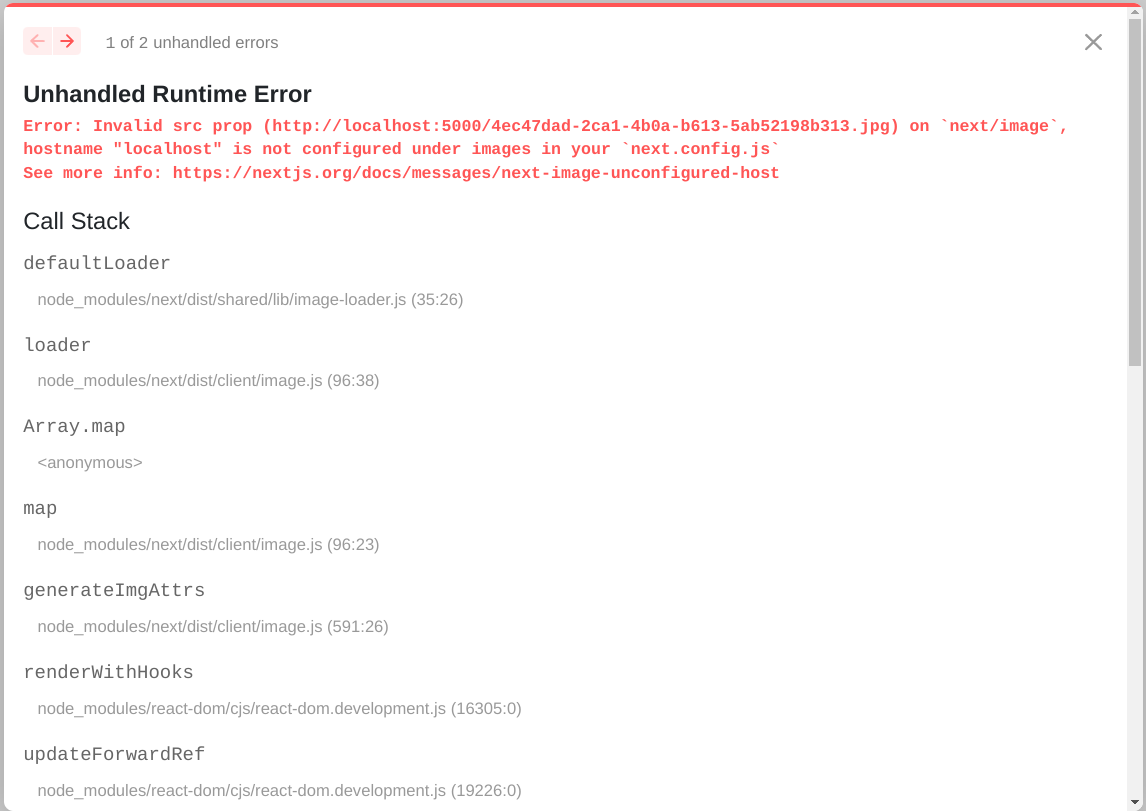 1 of 2 unhandled errors
Unhandled Runtime Error
Error: Invalid src prop (http://localhost:5000/4ec47dad-2ca1-4b0a-b613-5ab52198b313.jpg) on `next/image`,
hostname "localhost" is not configured under images in your `next.config.js`
See more info: https://nextjs.org/docs/messages/next-image-unconfigured-host
Call Stack
defaultLoader
node_modules/next/dist/shared/lib/image-loader.js (35:26)
loader
node_modules/next/dist/client/image.js (96:38)
Array.map
<anonymous>
map
node_modules/next/dist/client/image.js (96:23)
generateImgAttrs
node_modules/next/dist/client/image.js (591:26)
renderWithHooks
node_modules/react-dom/cjs/react-dom.development.js (16305:0)
updateForwardRef
node_modules/react-dom/cjs/react-dom.development.js (19226:0)